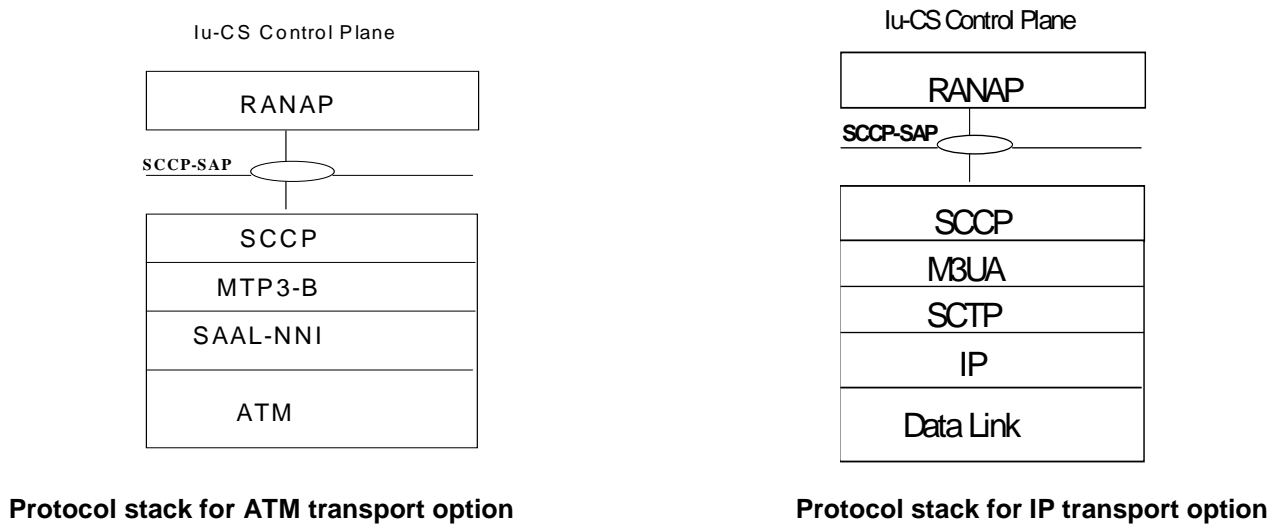 Iu-CS Control Plane
RANAP
SCCP-SAP
SCCP
MTP3-B
SAAL-NNI
ATM
Protocol stack for ATM transport option
Iu-CS Control Plane
RANAP
SCCP-SAP
SCCP
M3UA
SCTP
IP
Data Link
Protocol stack for IP transport option